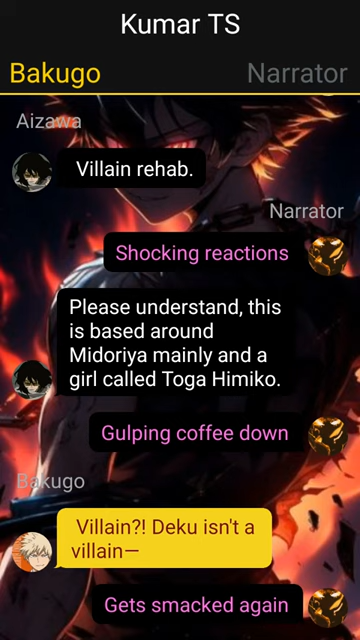 Kumar TS
Bakugo
Narrator
Aizawa
Villain rehab.
Narrator
Shocking reactions
Please understand, this
is based around
Midoriya mainly and a
girl called Toga Himiko.
Gulping coffee down
Bakugo
Villain?! Deku isn't a
villain—
Gets smacked again